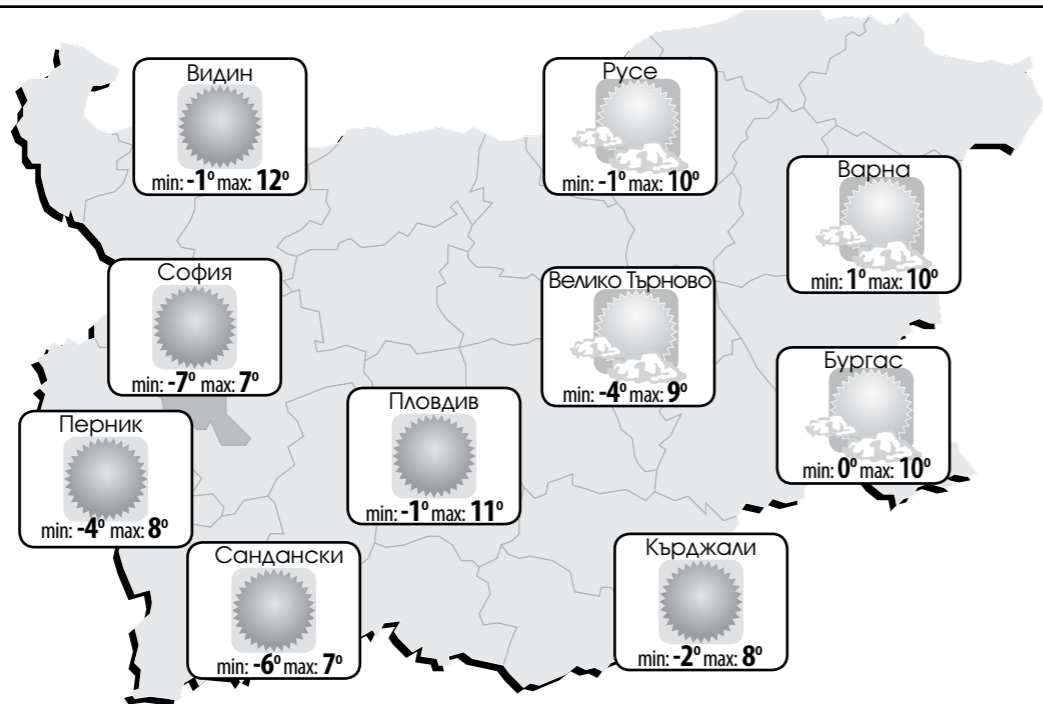 Видин
min: -1° max: 12°
Русе
min: -1° max: 10°
Варна
min: 1° max: 10°
София
min: -7° max: 7°
Велико Търново
min: -4° max: 9°
Бургас
min: 0° max: 10°
Пловдив
min: -1° max: 11°
Перник
min: -4° max: 8°
Сандански
min: -6° max: 7°
Кърджали
min: -2° max: 8°